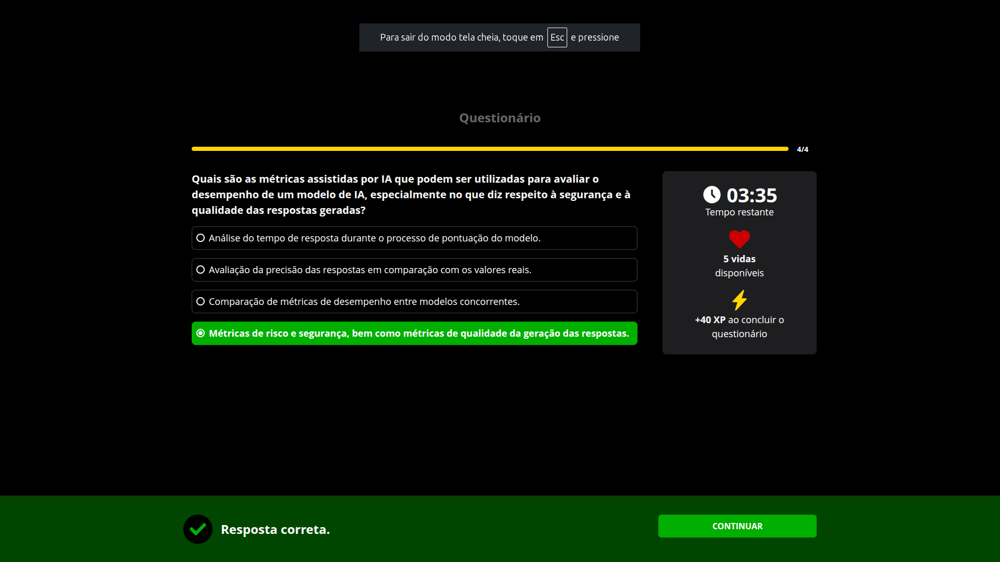 Para sair do modo tela cheia, toque em Esc e pressione
Questionário
4/4
Quais são as métricas assistidas por IA que podem ser utilizadas para avaliar o
desempenho de um modelo de IA, especialmente no que diz respeito à segurança e à
qualidade das respostas geradas?
Análise do tempo de resposta durante o processo de pontuação do modelo.
Avaliação da precisão das respostas em comparação com os valores reais.
Comparação de métricas de desempenho entre modelos concorrentes.
Métricas de risco e segurança, bem como métricas de qualidade da geração das respostas.
03:35
Tempo restante
5 vidas
disponíveis
+40 XP ao concluir o
questionário
Resposta correta.
CONTINUAR